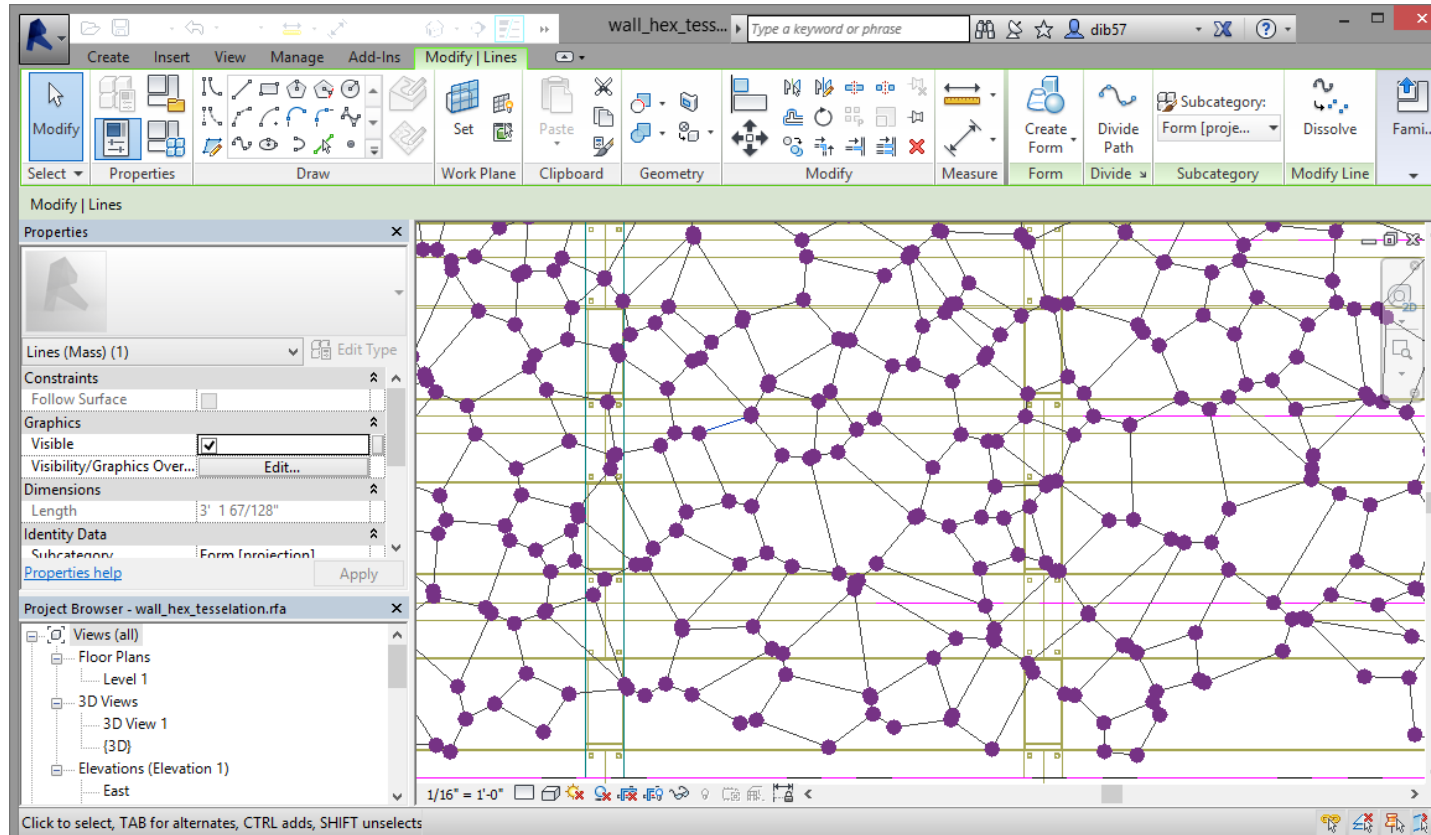 wall_hex_tess...
Type a keyword or phrase
dib57
Create Insert View Manage Add-Ins Modify | Lines
Modify
Set
Paste
Create Form
Divide Path
Subcategory:
Form [proje...
Dissolve
Fami...
Select Properties Draw Work Plane Clipboard Geometry Modify Measure Form Divide Subcategory Modify Line
Modify | Lines
Properties
Lines (Mass) (1)
Edit Type
Constraints
Follow Surface
Graphics
Visible
Visibility/Graphics Over... Edit...
Dimensions
Length 3' 1 67/128"
Identity Data
Subcategory Form [projection]
Properties help Apply
Project Browser - wall_hex_tesselation.rfa
Views (all)
Floor Plans
Level 1
3D Views
3D View 1
{3D}
Elevations (Elevation 1)
East
2D
1/16" = 1'-0"
Click to select, TAB for alternates, CTRL adds, SHIFT unselects